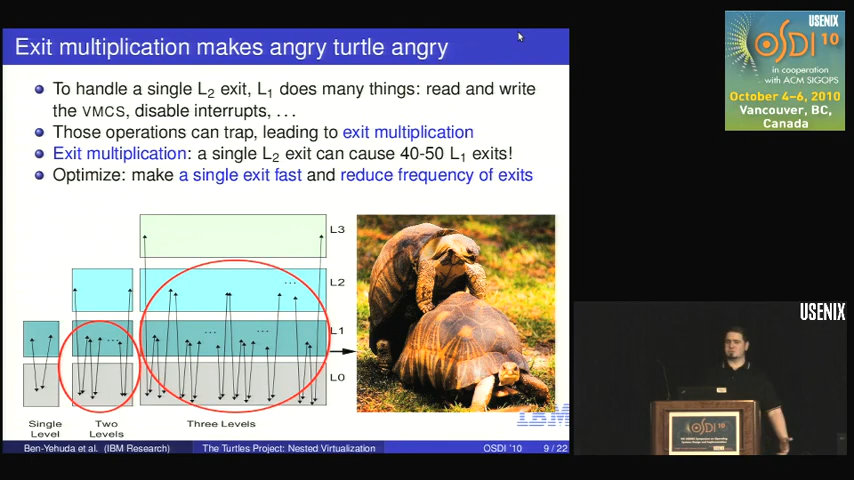 Exit multiplication makes angry turtle angry
To handle a single L2 exit, L1 does many things: read and write
the VMCS, disable interrupts, . . .
Those operations can trap, leading to exit multiplication
Exit multiplication: a single L2 exit can cause 40-50 L1 exits!
Optimize: make a single exit fast and reduce frequency of exits
L3
L2
...
L1
... ...
...
L0
Single
Level
Two
Levels
Three Levels
IBM
Ben-Yehuda et al. (IBM Research) The Turtles Project: Nested Virtualization OSDI '10 9 / 22
USENIX
OSDI 10
in cooperation
with ACM SIGOPS
October 4–6, 2010
Vancouver, BC,
Canada
USENIX
OSDI '10